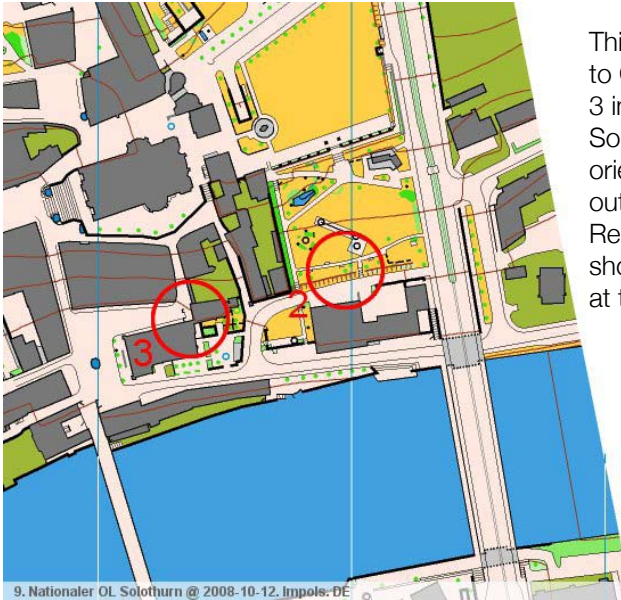 Thi
to C
3 in
So
orie
out
Re
sho
at t
2
3
9. Nationaler OL Solothurn @ 2008-10-12. Impols. DE